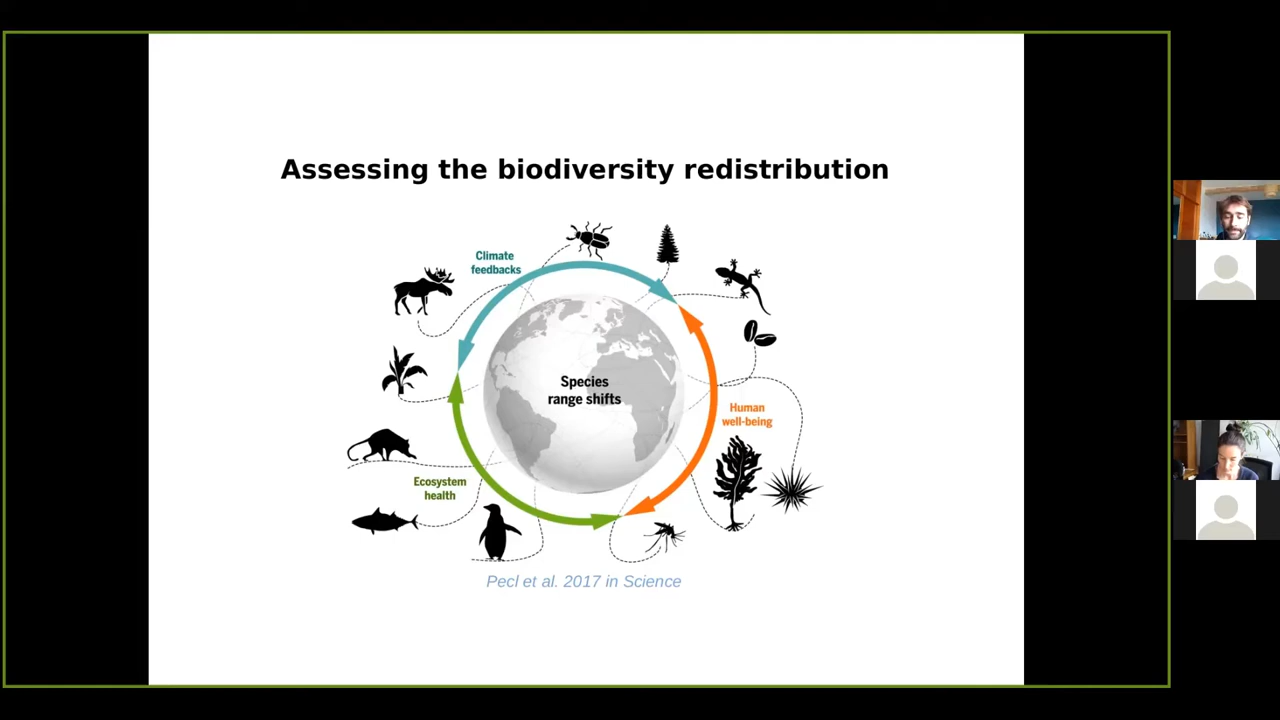 Assessing the biodiversity redistribution
Climate
feedbacks
Species
range shifts
Human
well-being
Ecosystem
health
Pecl et al. 2017 in Science